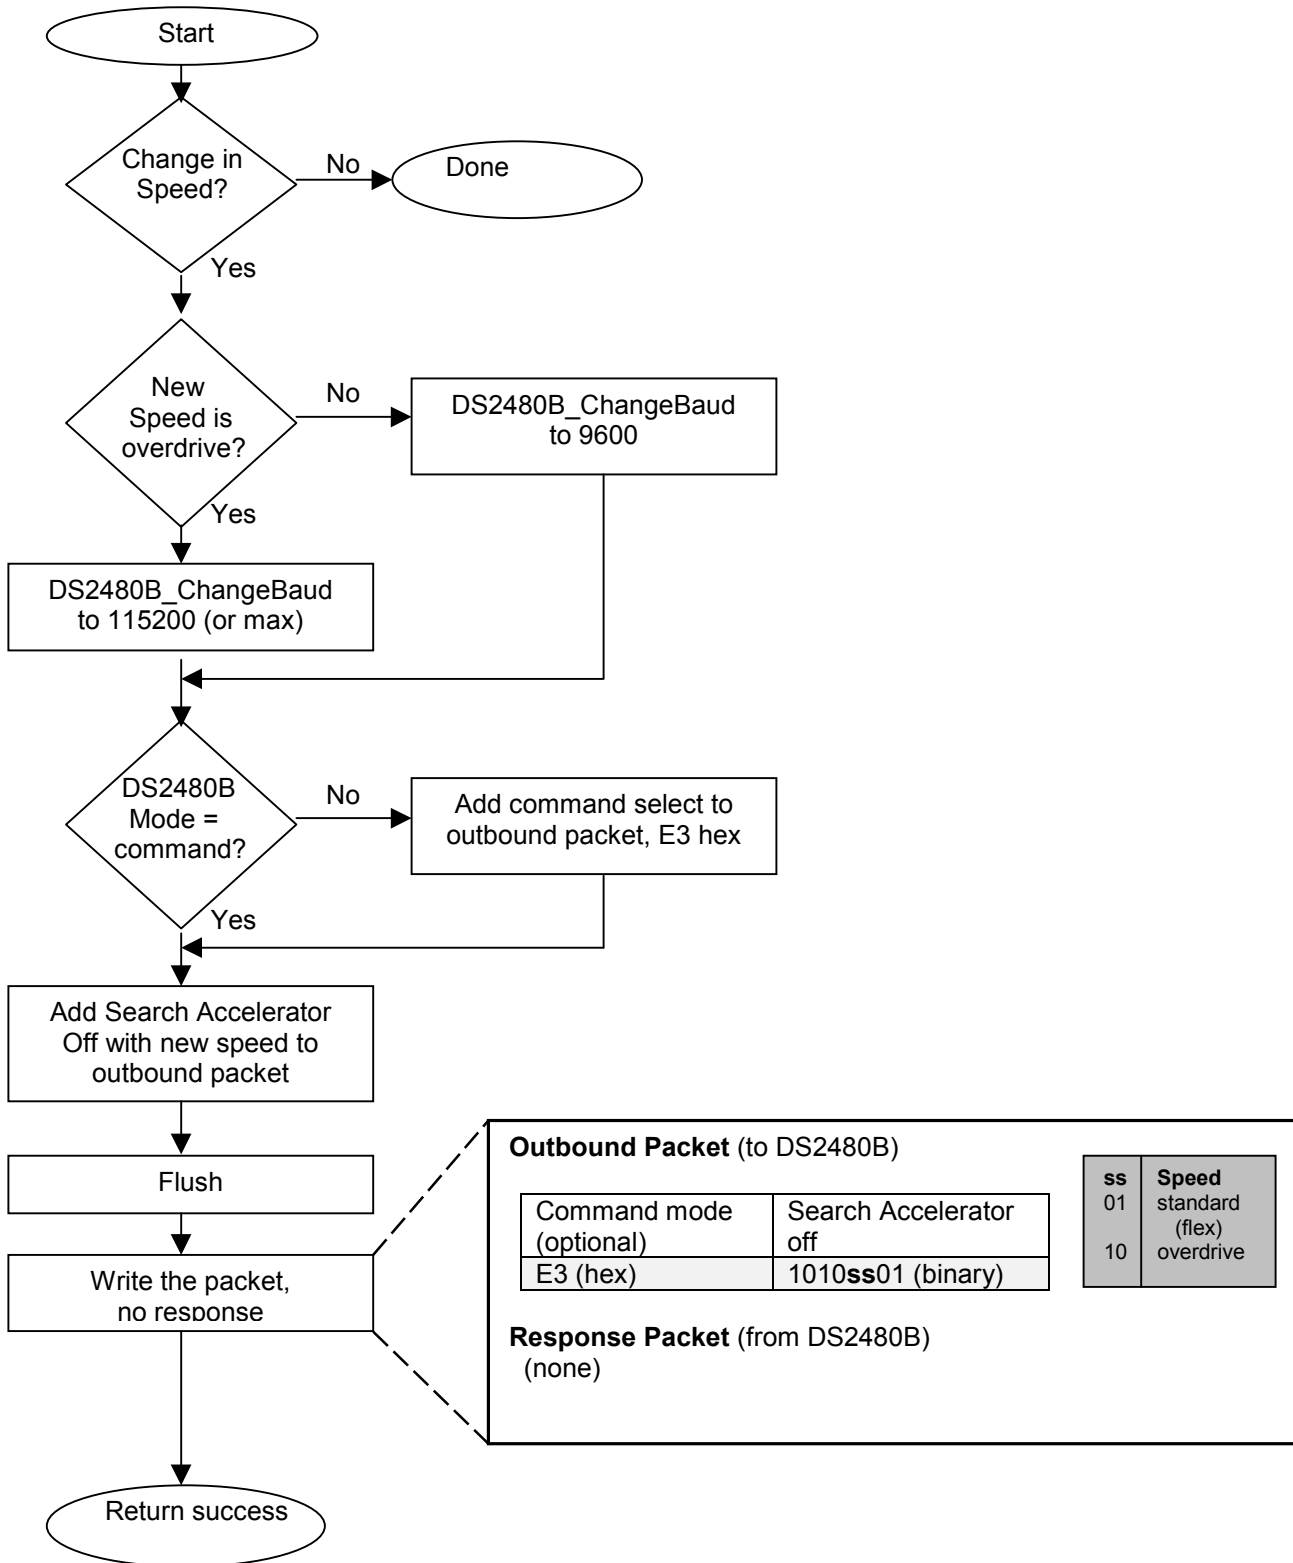 Start
Change in
Speed?
No
Done
Yes
New
Speed is
overdrive?
No
DS2480B_ChangeBaud
to 9600
Yes
DS2480B_ChangeBaud
to 115200 (or max)
DS2480B
Mode =
command?
No
Add command select to
outbound packet, E3 hex
Yes
Add Search Accelerator
Off with new speed to
outbound packet
Flush
Write the packet,
no response
Outbound Packet (to DS2480B)
Command mode
(optional)
Search Accelerator
off
E3 (hex)
1010ss01 (binary)
ss Speed
01 standard
(flex)
10 overdrive
Response Packet (from DS2480B)
(none)
Return success